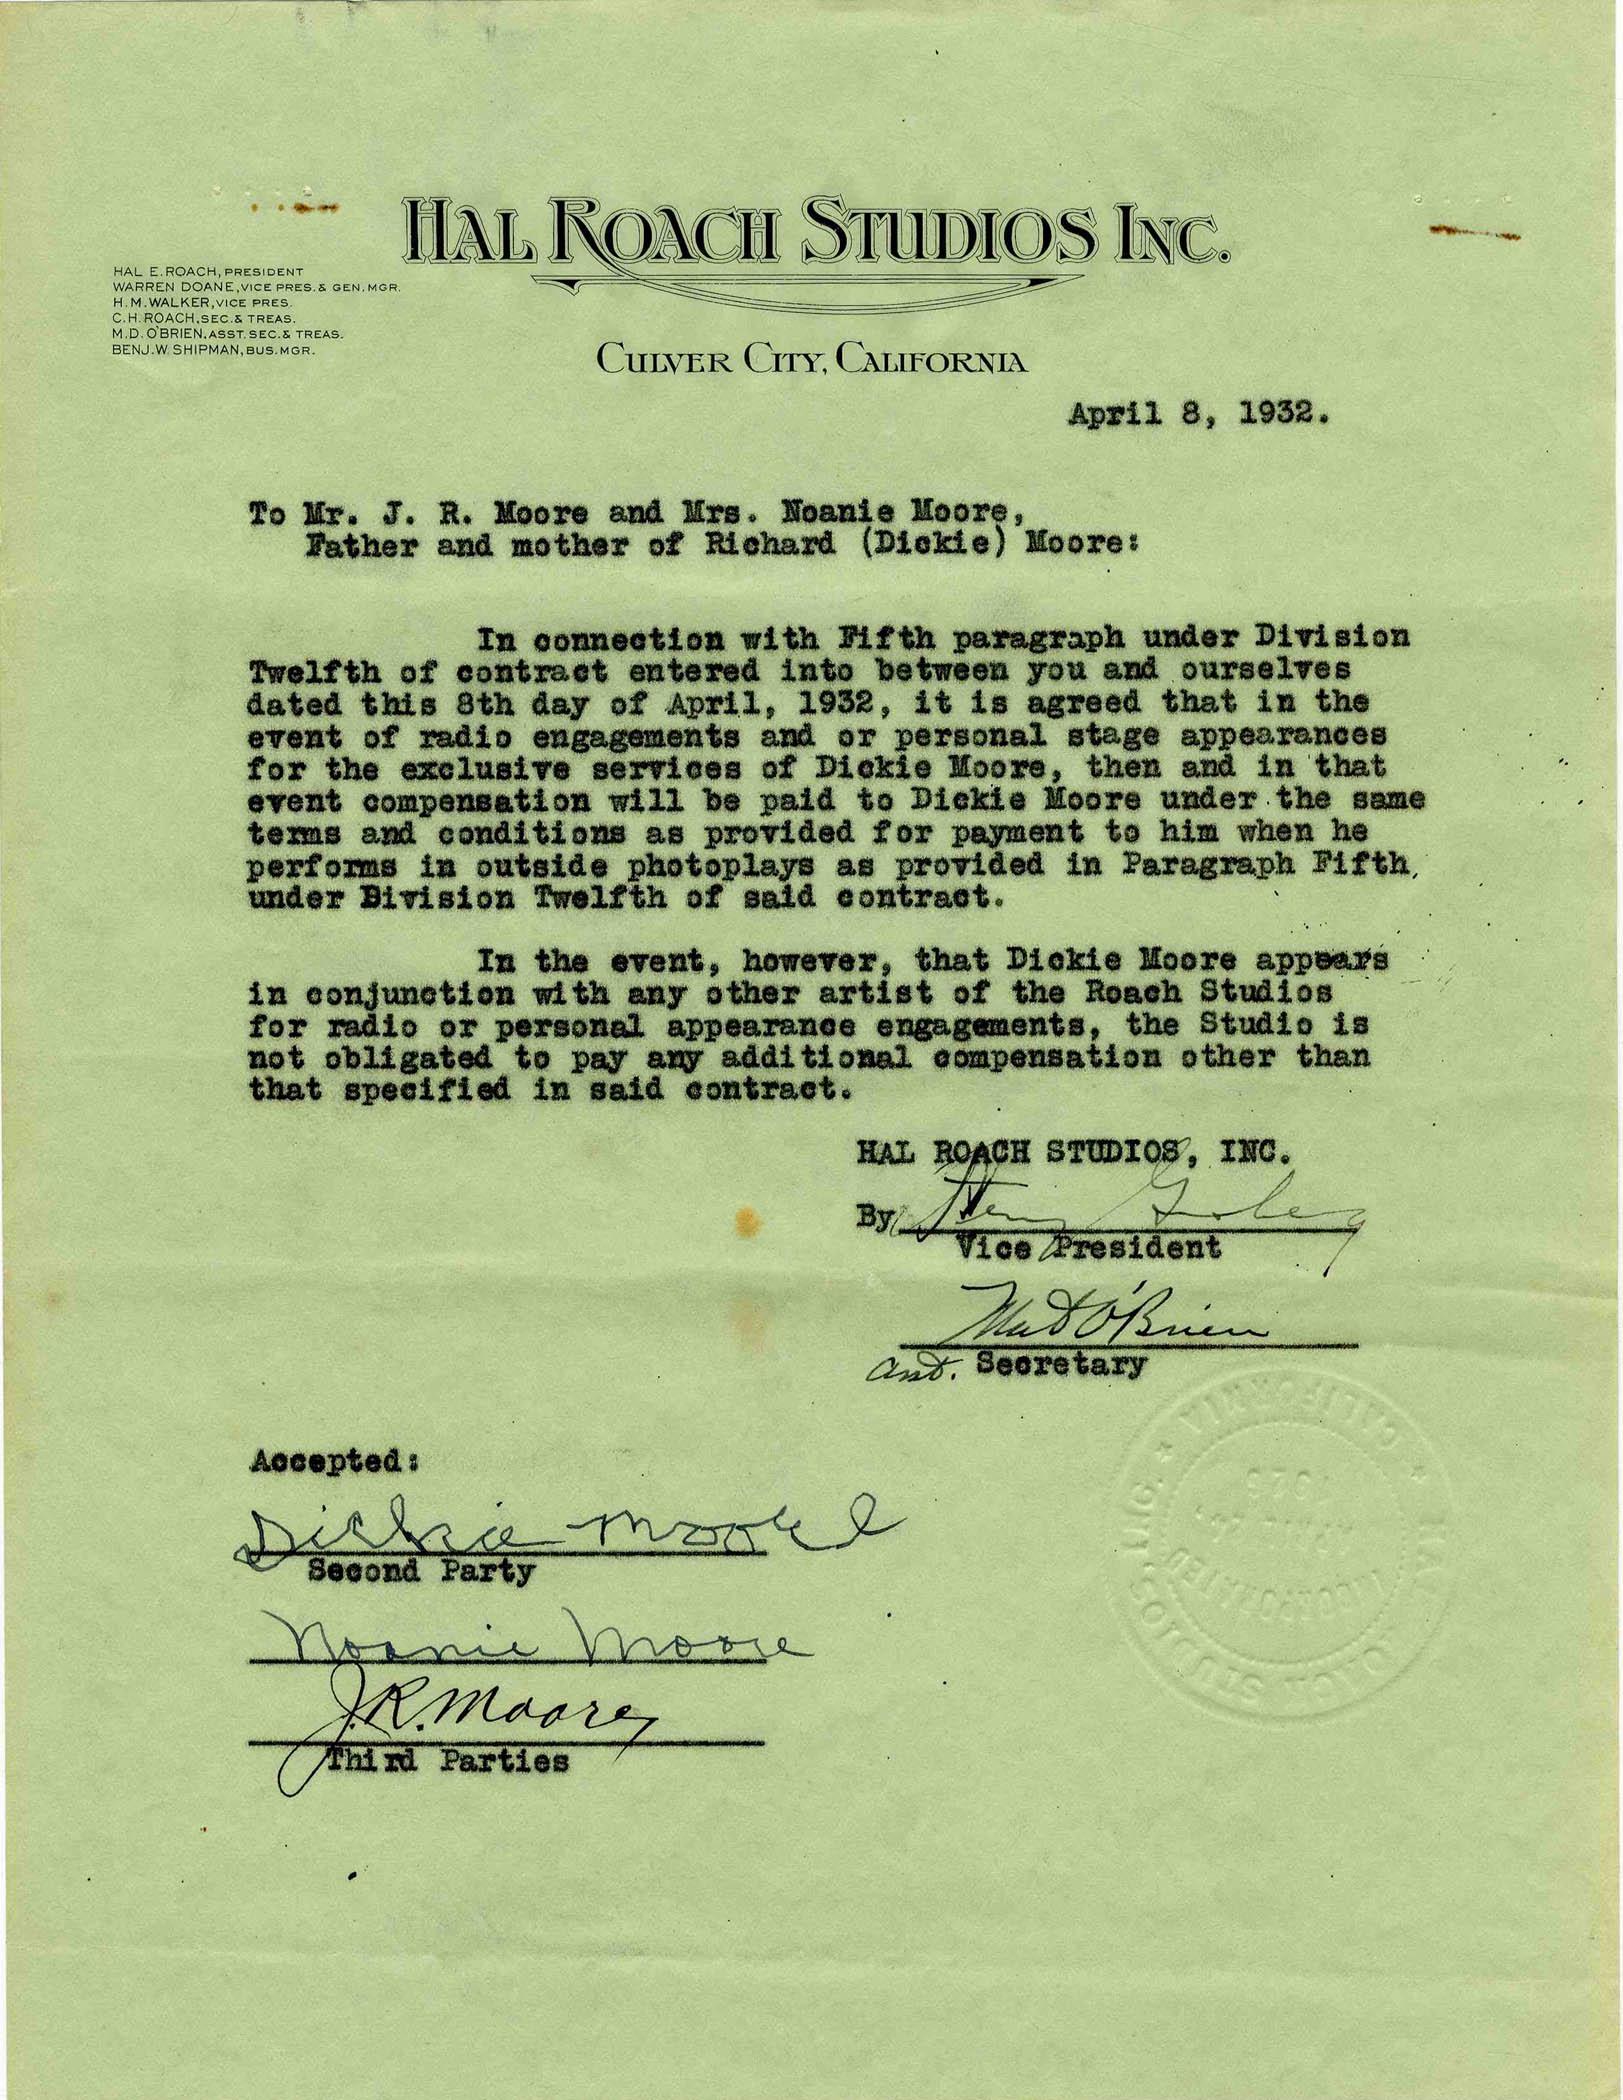 HAL ROACH STUDIOS INC.
HAL E. ROACH, PRESIDENT
WARREN DOANE, VICE PRES. & GEN. MGR.
H. M. WALKER, VICE PRES.
C. H. ROACH, SEC. & TREAS.
M. D. O'BRIEN, ASST. SEC. & TREAS.
BENJ. W. SHIPMAN, BUS. MGR.
CULVER CITY, CALIFORNIA
April 8, 1932.
To Mr. J. R. Moore and Mrs. Noanie Moore,
Father and mother of Richard (Dickie) Moore:
In connection with Fifth paragraph under Division
Twelfth of contract entered into between you and ourselves
dated this 8th day of April, 1932, it is agreed that in the
event of radio engagements and or personal stage appearances
for the exclusive services of Dickie Moore, then and in that
event compensation will be paid to Dickie Moore under the same
terms and conditions as provided for payment to him when he
performs in outside photoplays as provided in Paragraph Fifth,
under Division Twelfth of said contract.
In the event, however, that Dickie Moore appears
in conjunction with any other artist of the Roach Studios
for radio or personal appearance engagements, the Studio is
not obligated to pay any additional compensation other than
that specified in said contract.
HAL ROACH STUDIOS, INC.
By
Vice President
Mat O'Brien
Asst. Secretary
Accepted:
Dickie Moore
Second Party
Noanie Moore
J. R. Moore
Third Parties
CALIFORNIA
INCORPORATED